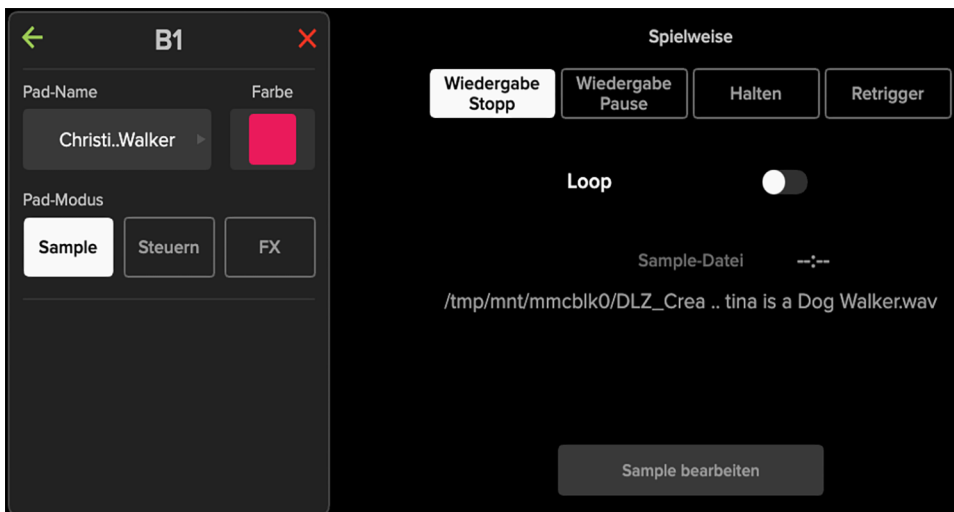 B1
Pad-Name
Farbe
Christi..Walker
Pad-Modus
Sample
Steuern
FX
Spielweise
Wiedergabe
Stopp
Wiedergabe
Pause
Halten
Retrigger
Loop
Sample-Datei --:--
/tmp/mnt/mmcblk0/DLZ_Crea .. tina is a Dog Walker.wav
Sample bearbeiten